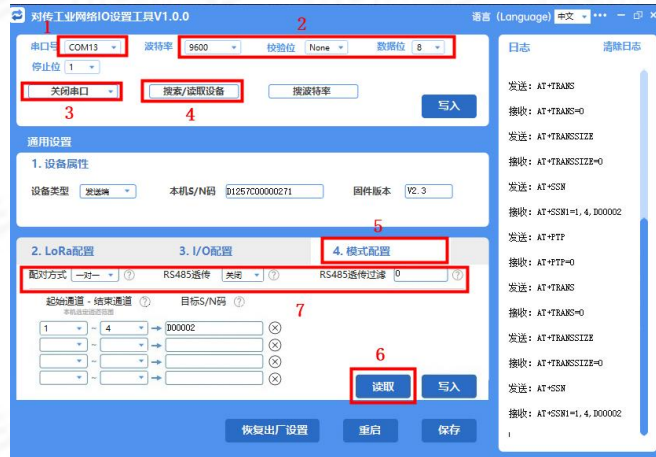 对传工业网络IO设置工具V1.0.0
语言 (Language) 中文
1
2
串口号 COM13 波特率 9600 校验位 None 数据位 8
停止位 1
关闭串口 搜索/读取设备 搜波特率
写入
3
4
通用设置
1. 设备属性
设备类型 发送端 本机S/N码 D1257C00000271 固件版本 V2.3
5
2. LoRa配置 3. I/O配置 4. 模式配置
配对方式 一对一 ? RS485透传 关闭 ? RS485透传过滤 0 ?
起始通道 - 结束通道 ? 目标S/N码 ?
7
1 ~ 4 D00002
~
~
~
6
读取 写入
恢复出厂设置 重启 保存
日志 清除日志
发送: AT+TRANS
接收: AT+TRANS=0
发送: AT+TRANSSIZE
接收: AT+TRANSSIZE=0
发送: AT+SSN
接收: AT+SSN1=1,4,D00002
发送: AT+PTP
接收: AT+PTP=0
发送: AT+TRANS
接收: AT+TRANS=0
发送: AT+TRANSSIZE
接收: AT+TRANSSIZE=0
发送: AT+SSN
接收: AT+SSN1=1,4,D00002